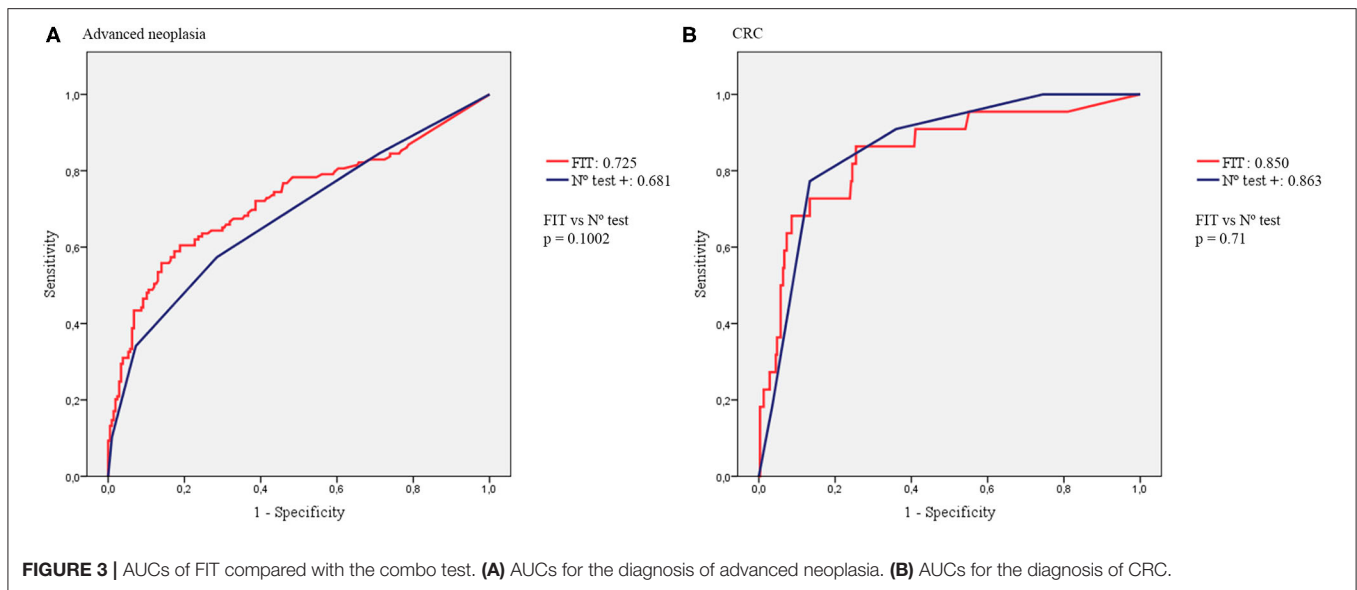 A Advanced neoplasia
1,0
0,8
0,6
0,4
0,2
0,0
Sensitivity
0,0 0,2 0,4 0,6 0,8 1,0
1 - Specificity
FIT: 0.725
Nº test +: 0.681
FIT vs Nº test
p = 0.1002
B CRC
1,0
0,8
0,6
0,4
0,2
0,0
Sensitivity
0,0 0,2 0,4 0,6 0,8 1,0
1 - Specificity
FIT: 0.850
Nº test +: 0.863
FIT vs Nº test
p = 0.71
FIGURE 3 | AUCs of FIT compared with the combo test. (A) AUCs for the diagnosis of advanced neoplasia. (B) AUCs for the diagnosis of CRC.